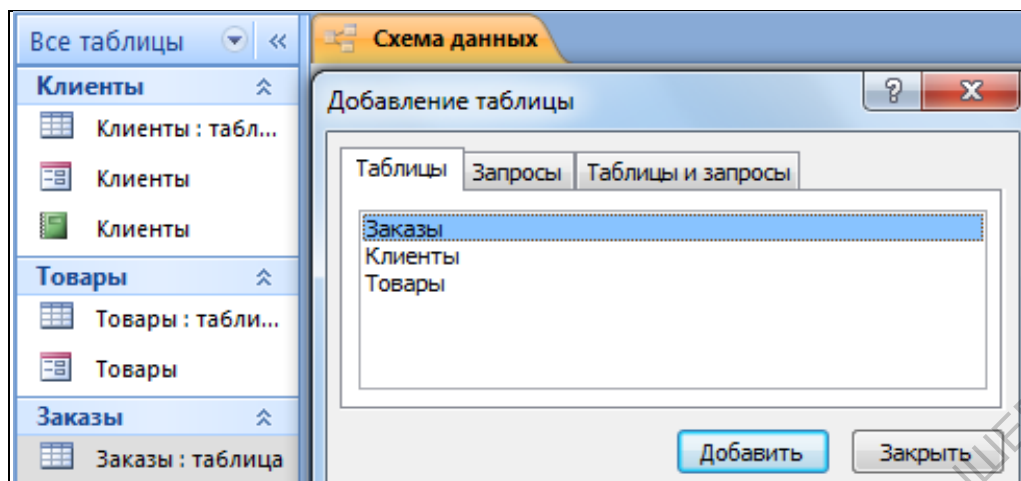 Все таблицы
Клиенты
Клиенты : табл...
Клиенты
Клиенты
Товары
Товары : табли...
Товары
Заказы
Заказы : таблица
Схема данных
Добавление таблицы
Таблицы Запросы Таблицы и запросы
Заказы
Клиенты
Товары
Добавить Закрыть